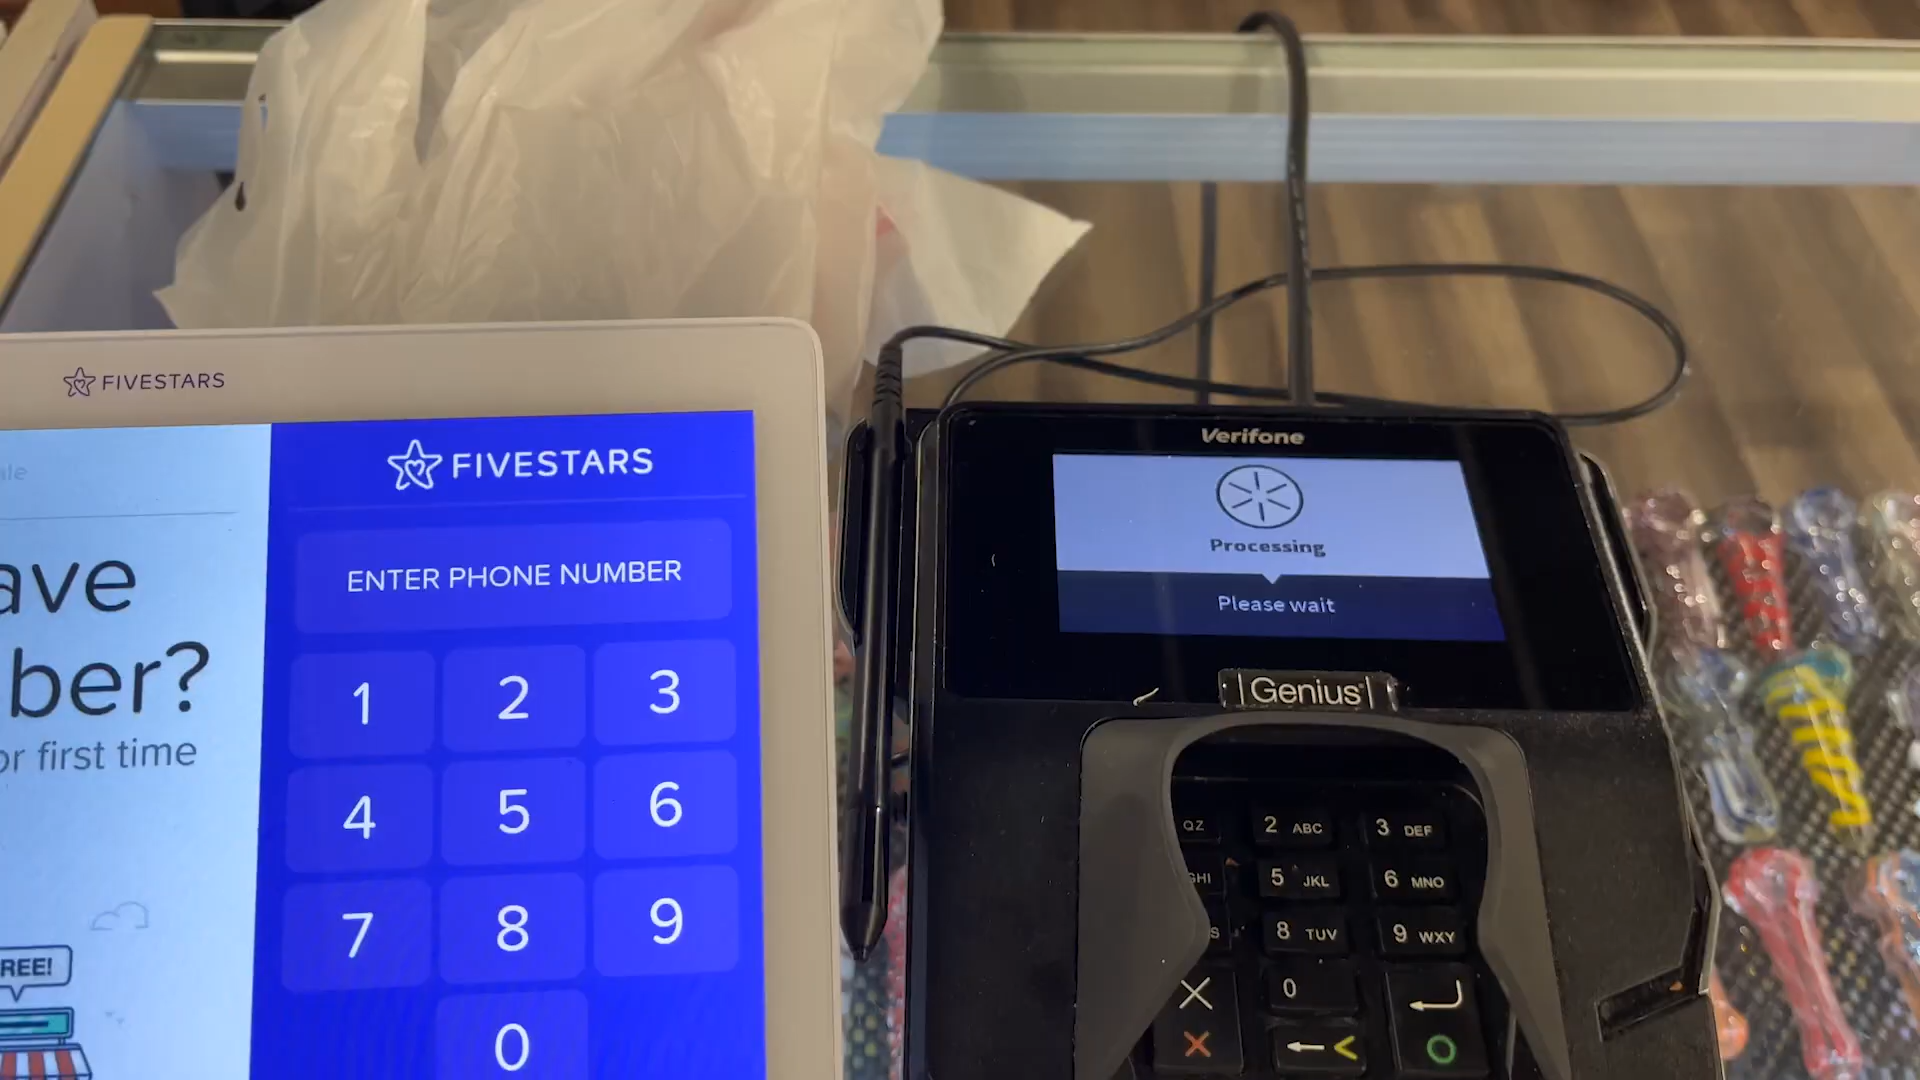 FIVESTARS
FIVESTARS
ENTER PHONE NUMBER
1 2 3
4 5 6
7 8 9
0
ave
ber?
or first time
REE!
Verifone
Processing
Please wait
Genius
QZ 2 ABC 3 DEF
GHI 5 JKL 6 MNO
S 8 TUV 9 WXY
0